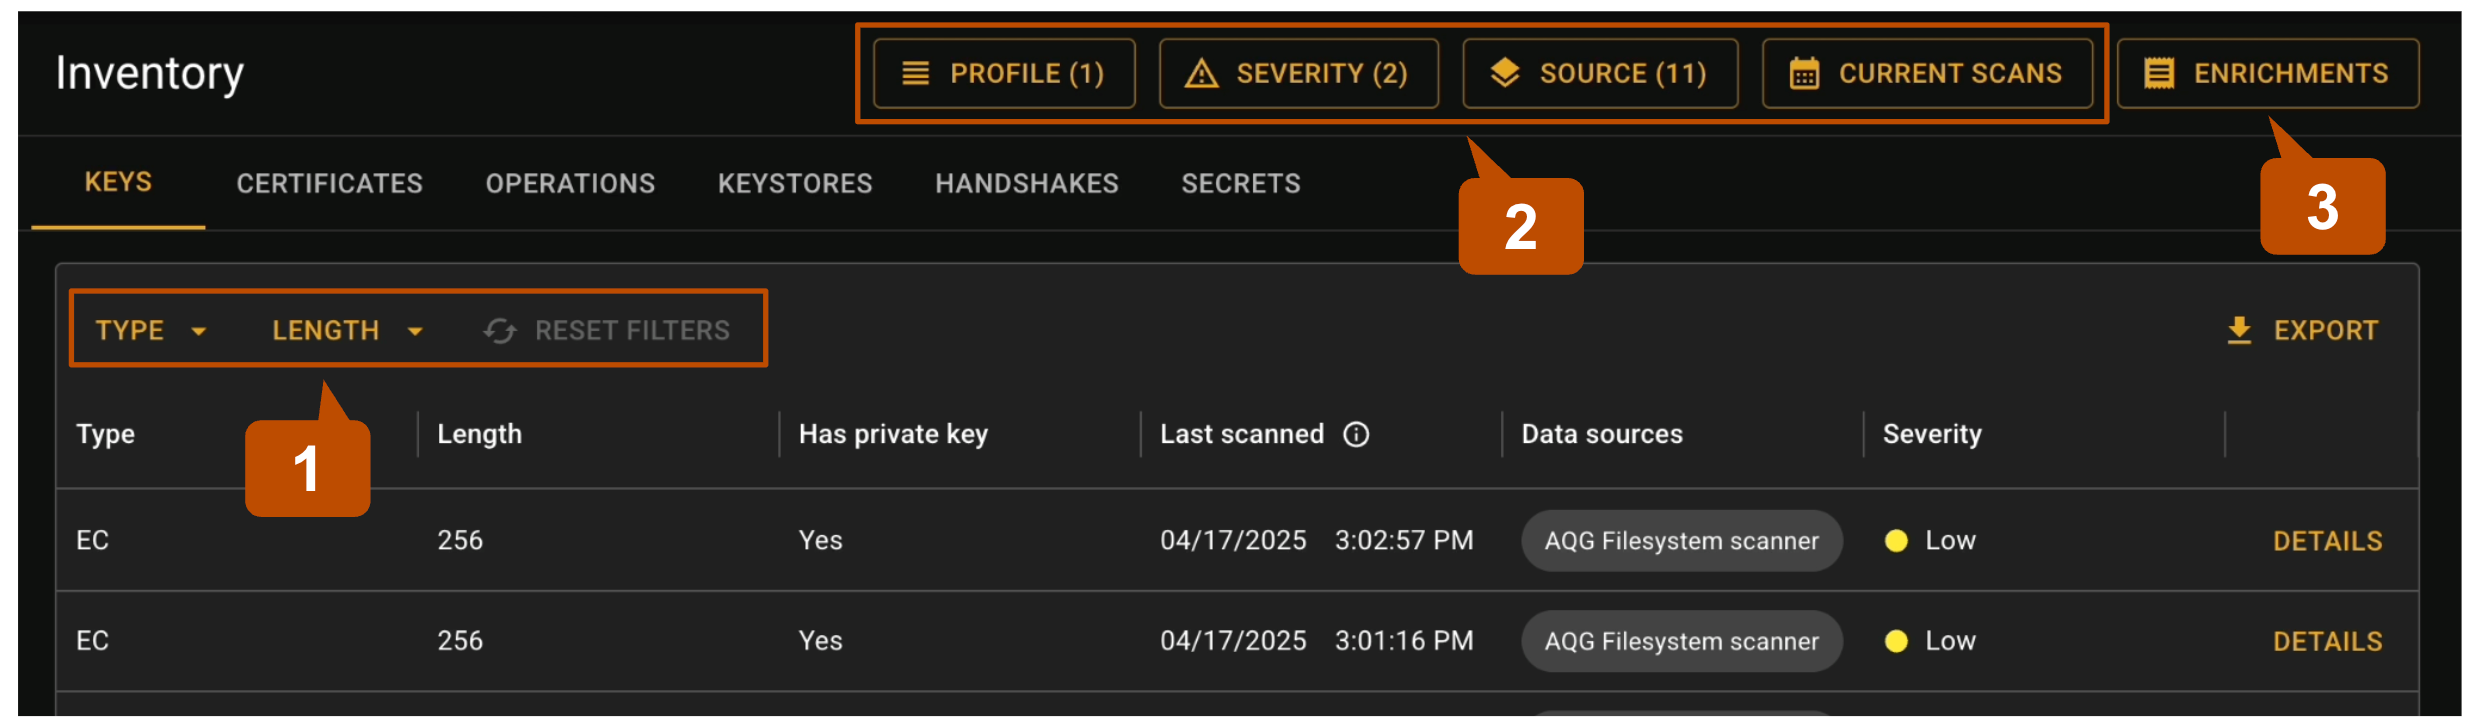 Inventory
PROFILE (1)
SEVERITY (2)
SOURCE (11)
CURRENT SCANS
ENRICHMENTS
KEYS
CERTIFICATES
OPERATIONS
KEYSTORES
HANDSHAKES
SECRETS
2
3
TYPE
LENGTH
RESET FILTERS
EXPORT
1
Type
Length
Has private key
Last scanned
Data sources
Severity
EC 256 Yes 04/17/2025 3:02:57 PM AQG Filesystem scanner Low DETAILS
EC 256 Yes 04/17/2025 3:01:16 PM AQG Filesystem scanner Low DETAILS